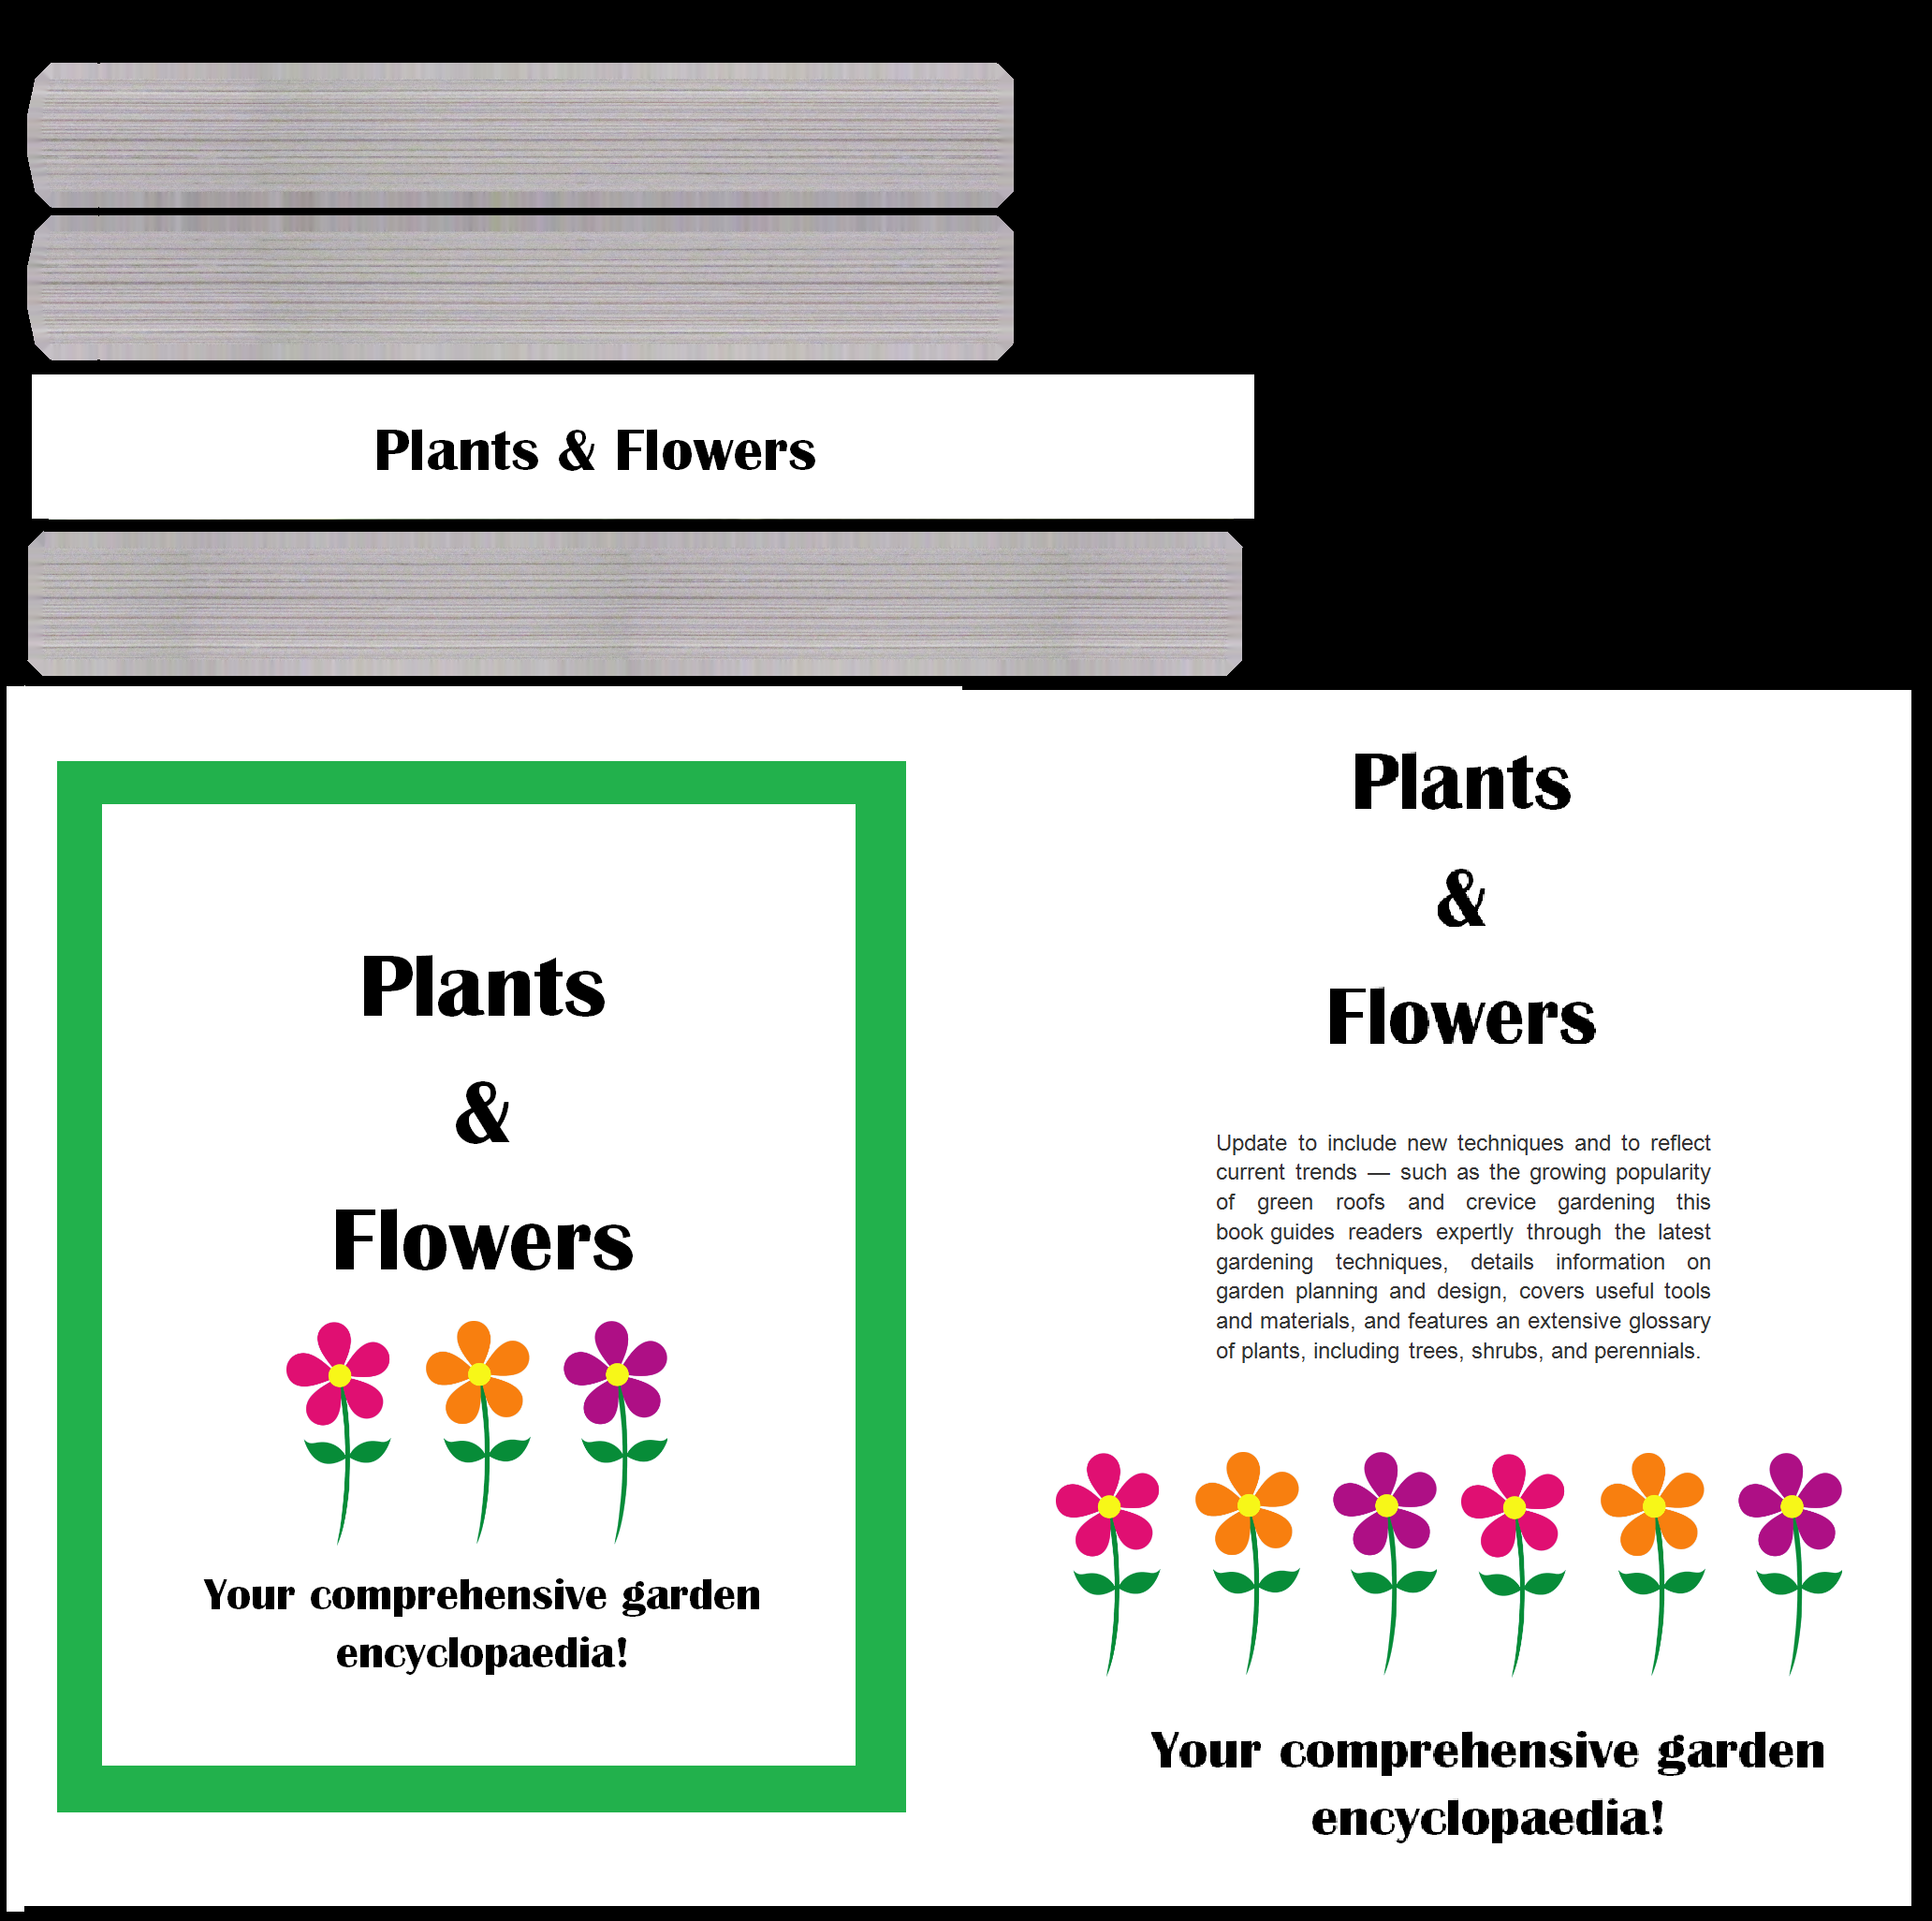 Plants & Flowers
Plants
&
Flowers
Your comprehensive garden
encyclopaedia!
Plants
&
Flowers
Update to include new techniques and to reflect
current trends — such as the growing popularity
of green roofs and crevice gardening this
book guides readers expertly through the latest
gardening techniques, details information on
garden planning and design, covers useful tools
and materials, and features an extensive glossary
of plants, including trees, shrubs, and perennials.
Your comprehensive garden
encyclopaedia!